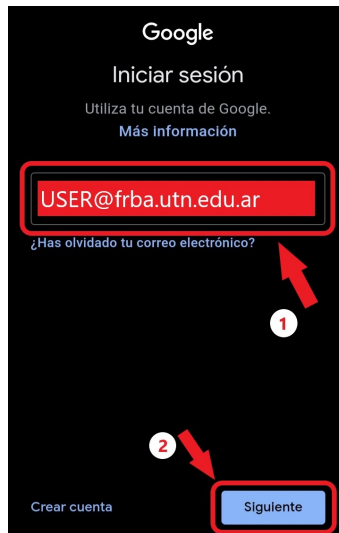 Google
Iniciar sesión
Utiliza tu cuenta de Google.
Más información
USER@frba.utn.edu.ar
¿Has olvidado tu correo electrónico?
1
2
Crear cuenta
Siguiente